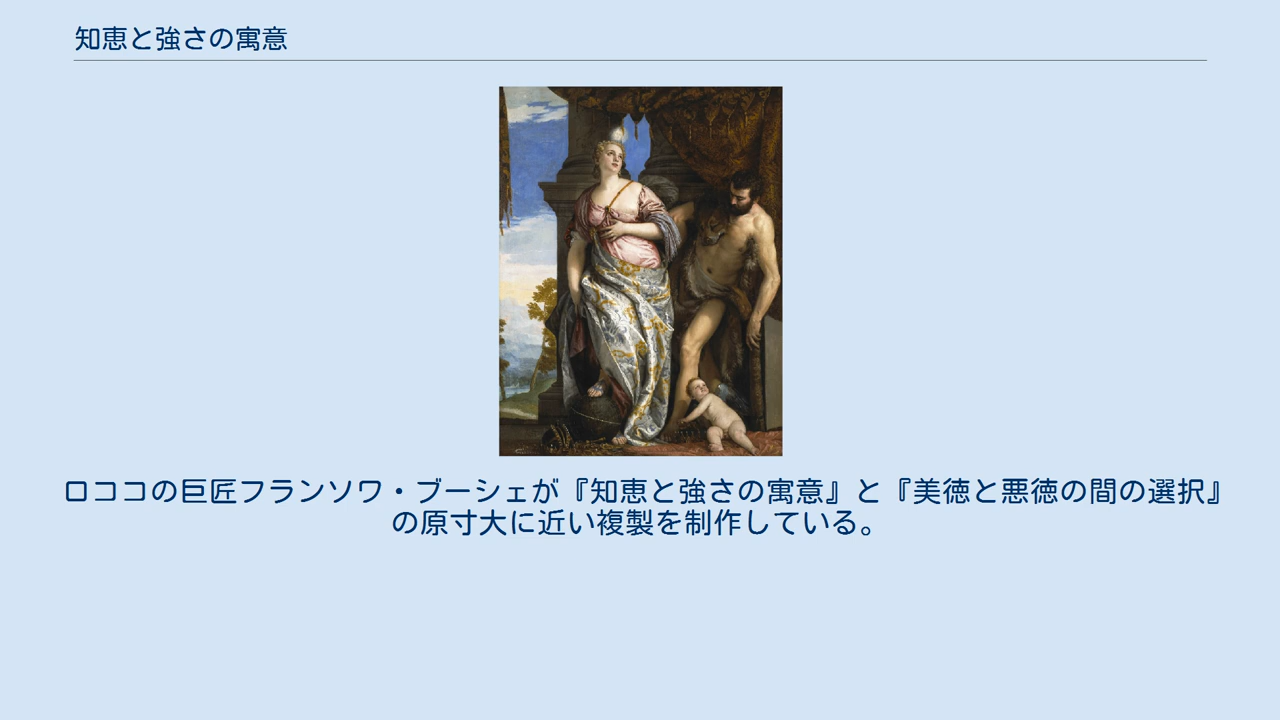 知恵と強さの寓意
ロココの巨匠フランソワ・ブーシェが『知恵と強さの寓意』と『美徳と悪徳の間の選択』
の原寸大に近い複製を制作している。